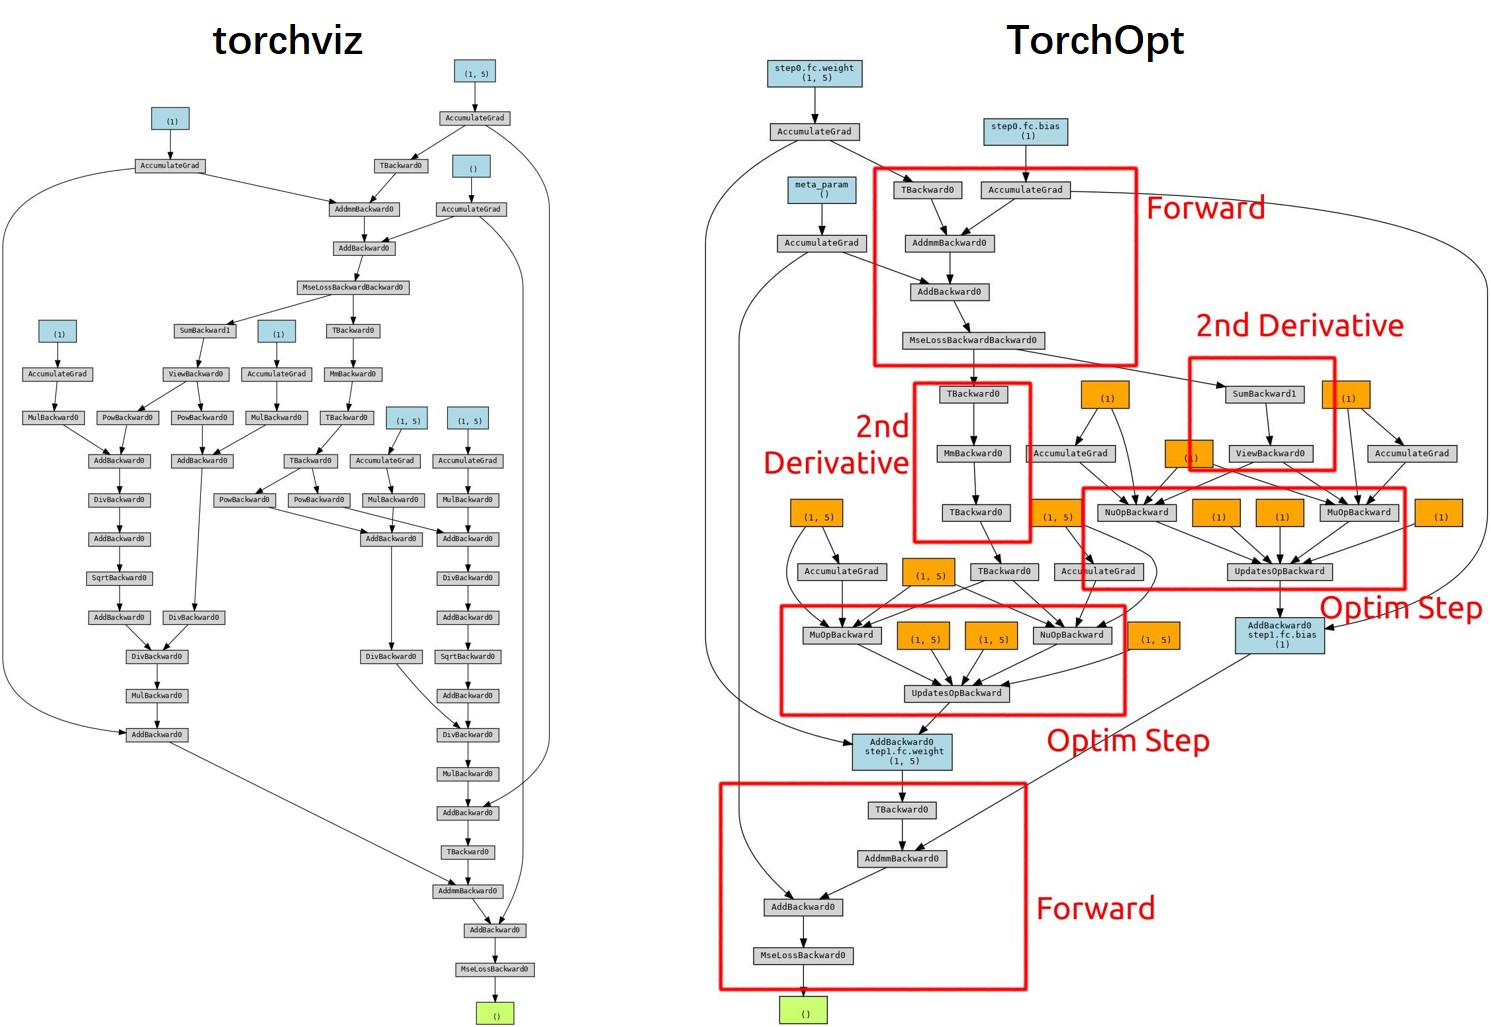 torchviz
(1, 5)
(1)
AccumulateGrad
AccumulateGrad
TBackward0
()
AddmmBackward0
AccumulateGrad
AddBackward0
MseLossBackwardBackward0
(1)
SumBackward1
(1)
TBackward0
AccumulateGrad
ViewBackward0
AccumulateGrad
MmBackward0
MulBackward0
PowBackward0
PowBackward0
MulBackward0
TBackward0
(1, 5)
(1, 5)
AddBackward0
AddBackward0
TBackward0
AccumulateGrad
AccumulateGrad
DivBackward0
PowBackward0
PowBackward0
MulBackward0
MulBackward0
AddBackward0
AddBackward0
AddBackward0
SqrtBackward0
DivBackward0
AddBackward0
DivBackward0
AddBackward0
DivBackward0
DivBackward0
SqrtBackward0
MulBackward0
AddBackward0
AddBackward0
DivBackward0
MulBackward0
AddBackward0
TBackward0
AddmmBackward0
AddBackward0
MseLossBackward0
()
TorchOpt
step0.fc.weight
(1, 5)
step0.fc.bias
(1)
AccumulateGrad
meta_param
()
TBackward0
AccumulateGrad
Forward
AccumulateGrad
AddmmBackward0
AddBackward0
MseLossBackwardBackward0
2nd Derivative
TBackward0
(1)
SumBackward1
(1)
2nd
Derivative
MmBackward0
AccumulateGrad
(1)
ViewBackward0
AccumulateGrad
(1, 5)
TBackward0
(1, 5)
NuOpBackward
(1)
(1)
MuOpBackward
(1)
AccumulateGrad
(1, 5)
TBackward0
AccumulateGrad
UpdatesOpBackward
Optim Step
MuOpBackward
(1, 5)
(1, 5)
NuOpBackward
(1, 5)
AddBackward0
step1.fc.bias
(1)
UpdatesOpBackward
Optim Step
AddBackward0
step1.fc.weight
(1, 5)
TBackward0
AddmmBackward0
AddBackward0
Forward
MseLossBackward0
()